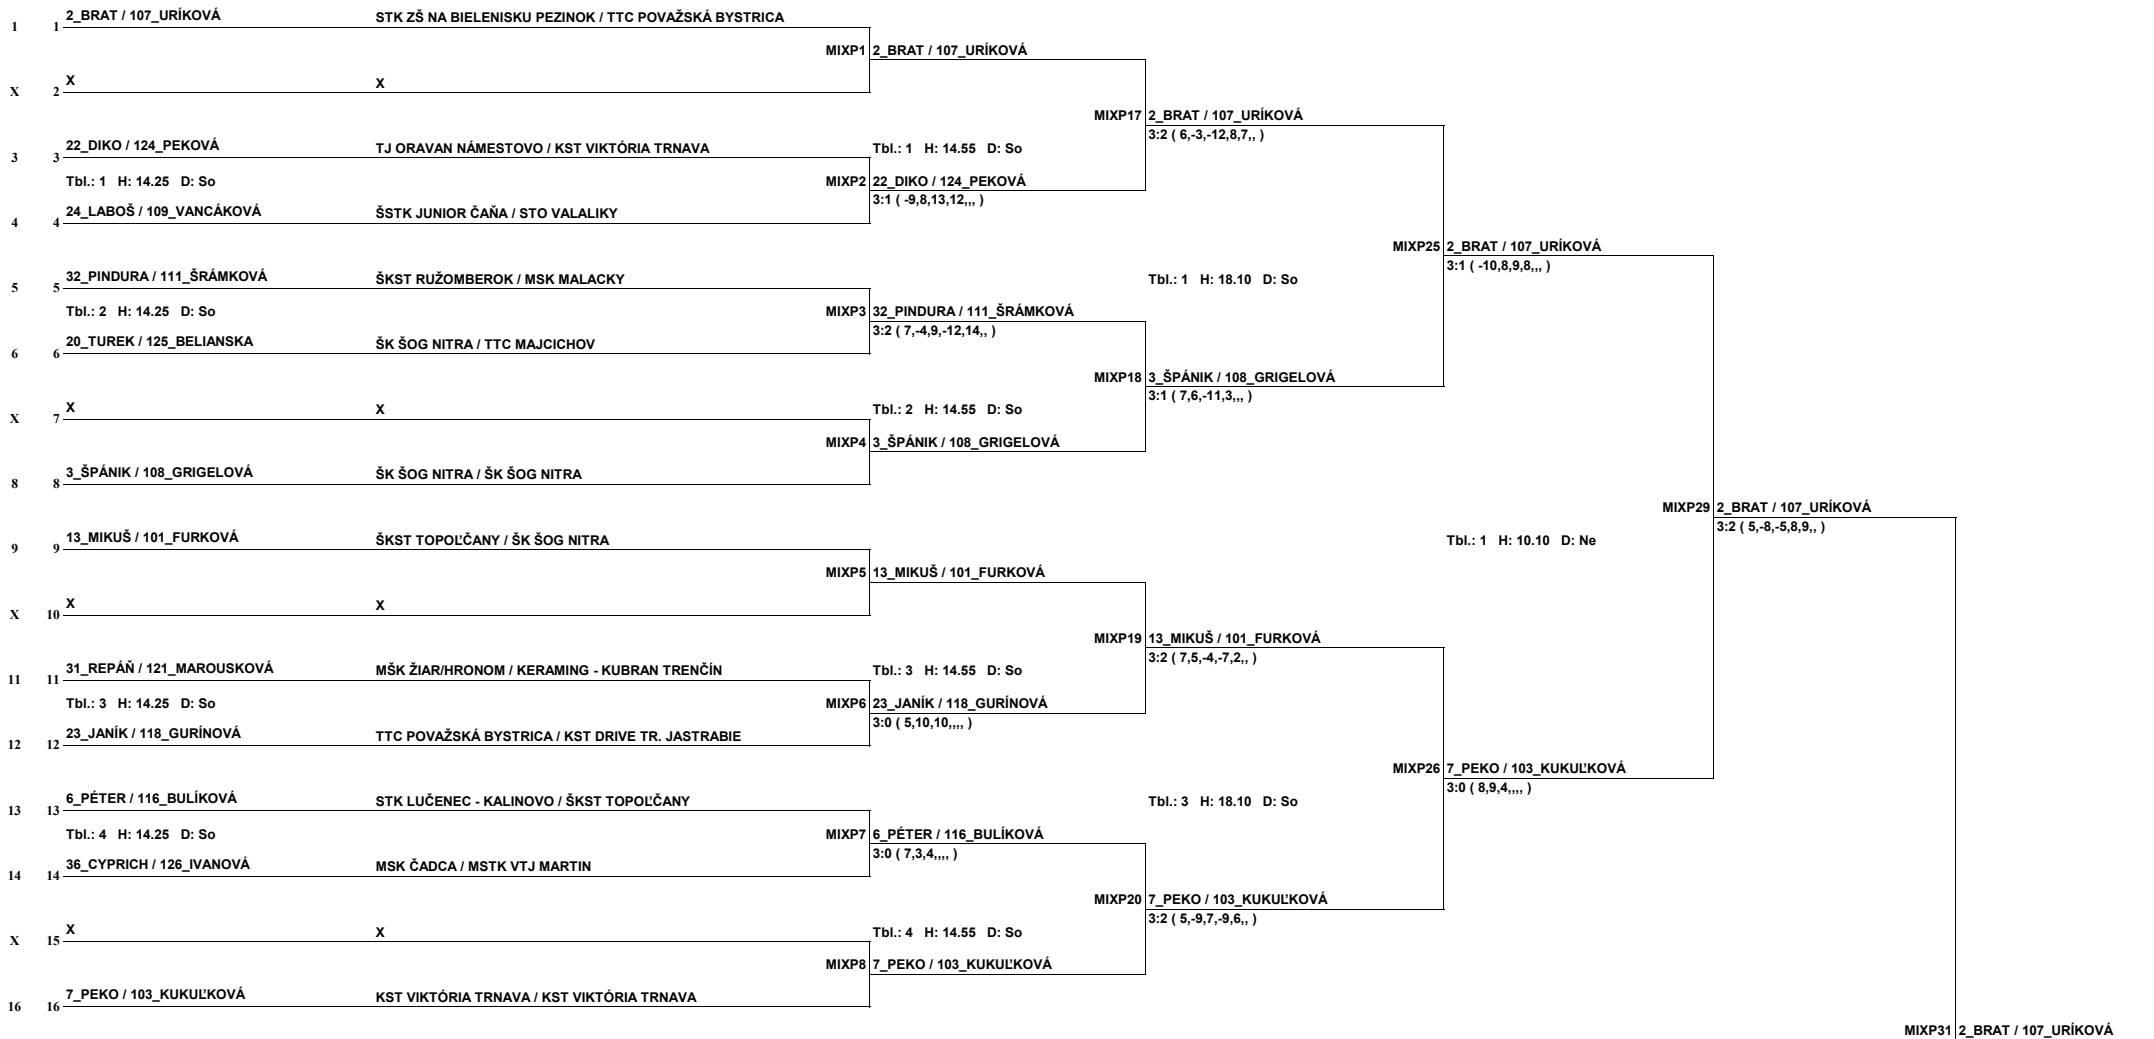 1 1 2_BRAT / 107_URÍKOVÁ STK ZŠ NA BIELENISKU PEZINOK / TTC POVAŽSKÁ BYSTRICA
MIXP1 2_BRAT / 107_URÍKOVÁ
X 2 X X
MIXP17 2_BRAT / 107_URÍKOVÁ
3:2 ( 6,-3,-12,8,7,, )
3 3 22_DIKO / 124_PEKOVÁ TJ ORAVAN NÁMESTOVO / KST VIKTÓRIA TRNAVA Tbl.: 1 H: 14.55 D: So
Tbl.: 1 H: 14.25 D: So MIXP2 22_DIKO / 124_PEKOVÁ
3:1 ( -9,8,13,12,,, )
4 4 24_LABOŠ / 109_VANCÁKOVÁ ŠSTK JUNIOR ČAŇA / STO VALALIKY
MIXP25 2_BRAT / 107_URÍKOVÁ
3:1 ( -10,8,9,8,,, )
5 5 32_PINDURA / 111_ŠRÁMKOVÁ ŠKST RUŽOMBEROK / MSK MALACKY Tbl.: 1 H: 18.10 D: So
Tbl.: 2 H: 14.25 D: So MIXP3 32_PINDURA / 111_ŠRÁMKOVÁ
3:2 ( 7,-4,9,-12,14,, )
6 6 20_TUREK / 125_BELIANSKA ŠK ŠOG NITRA / TTC MAJCICHOV
MIXP18 3_ŠPÁNIK / 108_GRIGELOVÁ
3:1 ( 7,6,-11,3,,, )
X 7 X X Tbl.: 2 H: 14.55 D: So
MIXP4 3_ŠPÁNIK / 108_GRIGELOVÁ
8 8 3_ŠPÁNIK / 108_GRIGELOVÁ ŠK ŠOG NITRA / ŠK ŠOG NITRA
MIXP29 2_BRAT / 107_URÍKOVÁ
3:2 ( 5,-8,-5,8,9,, )
9 9 13_MIKUŠ / 101_FURKOVÁ ŠKST TOPOĽČANY / ŠK ŠOG NITRA Tbl.: 1 H: 10.10 D: Ne
MIXP5 13_MIKUŠ / 101_FURKOVÁ
X 10 X X
MIXP19 13_MIKUŠ / 101_FURKOVÁ
3:2 ( 7,5,-4,-7,2,, )
11 11 31_REPÁŇ / 121_MAROUSKOVÁ MŠK ŽIAR/HRONOM / KERAMING - KUBRAN TRENČÍN Tbl.: 3 H: 14.55 D: So
Tbl.: 3 H: 14.25 D: So MIXP6 23_JANÍK / 118_GURÍNOVÁ
3:0 ( 5,10,10,,,, )
12 12 23_JANÍK / 118_GURÍNOVÁ TTC POVAŽSKÁ BYSTRICA / KST DRIVE TR. JASTRABIE
MIXP26 7_PEKO / 103_KUKUĽKOVÁ
3:0 ( 8,9,4,,,, )
13 13 6_PÉTER / 116_BULÍKOVÁ STK LUČENEC - KALINOVO / ŠKST TOPOĽČANY Tbl.: 3 H: 18.10 D: So
Tbl.: 4 H: 14.25 D: So MIXP7 6_PÉTER / 116_BULÍKOVÁ
3:0 ( 7,3,4,,,, )
14 14 36_CYPRICH / 126_IVANOVÁ MSK ČADCA / MSTK VTJ MARTIN
MIXP20 7_PEKO / 103_KUKUĽKOVÁ
3:2 ( 5,-9,7,-9,6,, )
X 15 X X Tbl.: 4 H: 14.55 D: So
MIXP8 7_PEKO / 103_KUKUĽKOVÁ
16 16 7_PEKO / 103_KUKUĽKOVÁ KST VIKTÓRIA TRNAVA / KST VIKTÓRIA TRNAVA
MIXP31 2_BRAT / 107_URÍKOVÁ